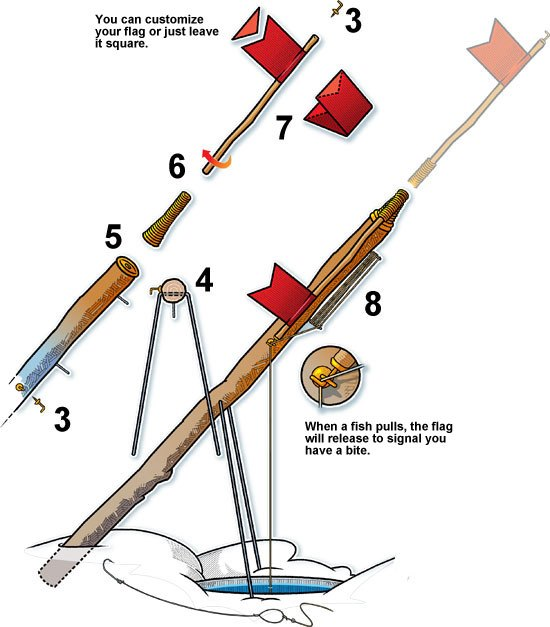 You can customize
your flag or just leave
it square.
3
7
6
5
4
8
3
When a fish pulls, the flag
will release to signal you
have a bite.